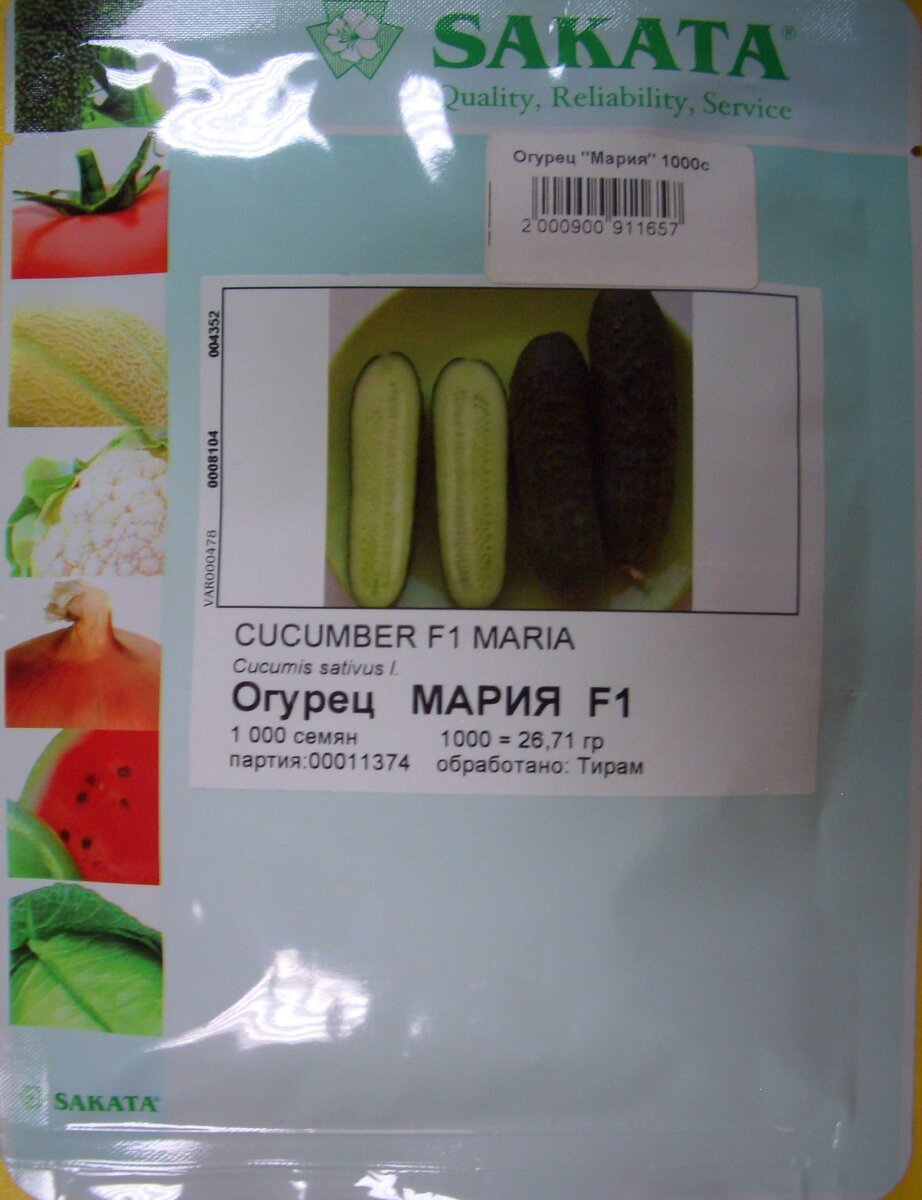 SAKATA®
Quality, Reliability, Service
Огурец "Мария" 1000с
2 000900 911657
004352
0008104
VAR000478
CUCUMBER F1 MARIA
Cucumis sativus l.
Огурец МАРИЯ F1
1 000 семян 1000 = 26,71 гр
партия:00011374 обработано: Тирам
SAKATA®